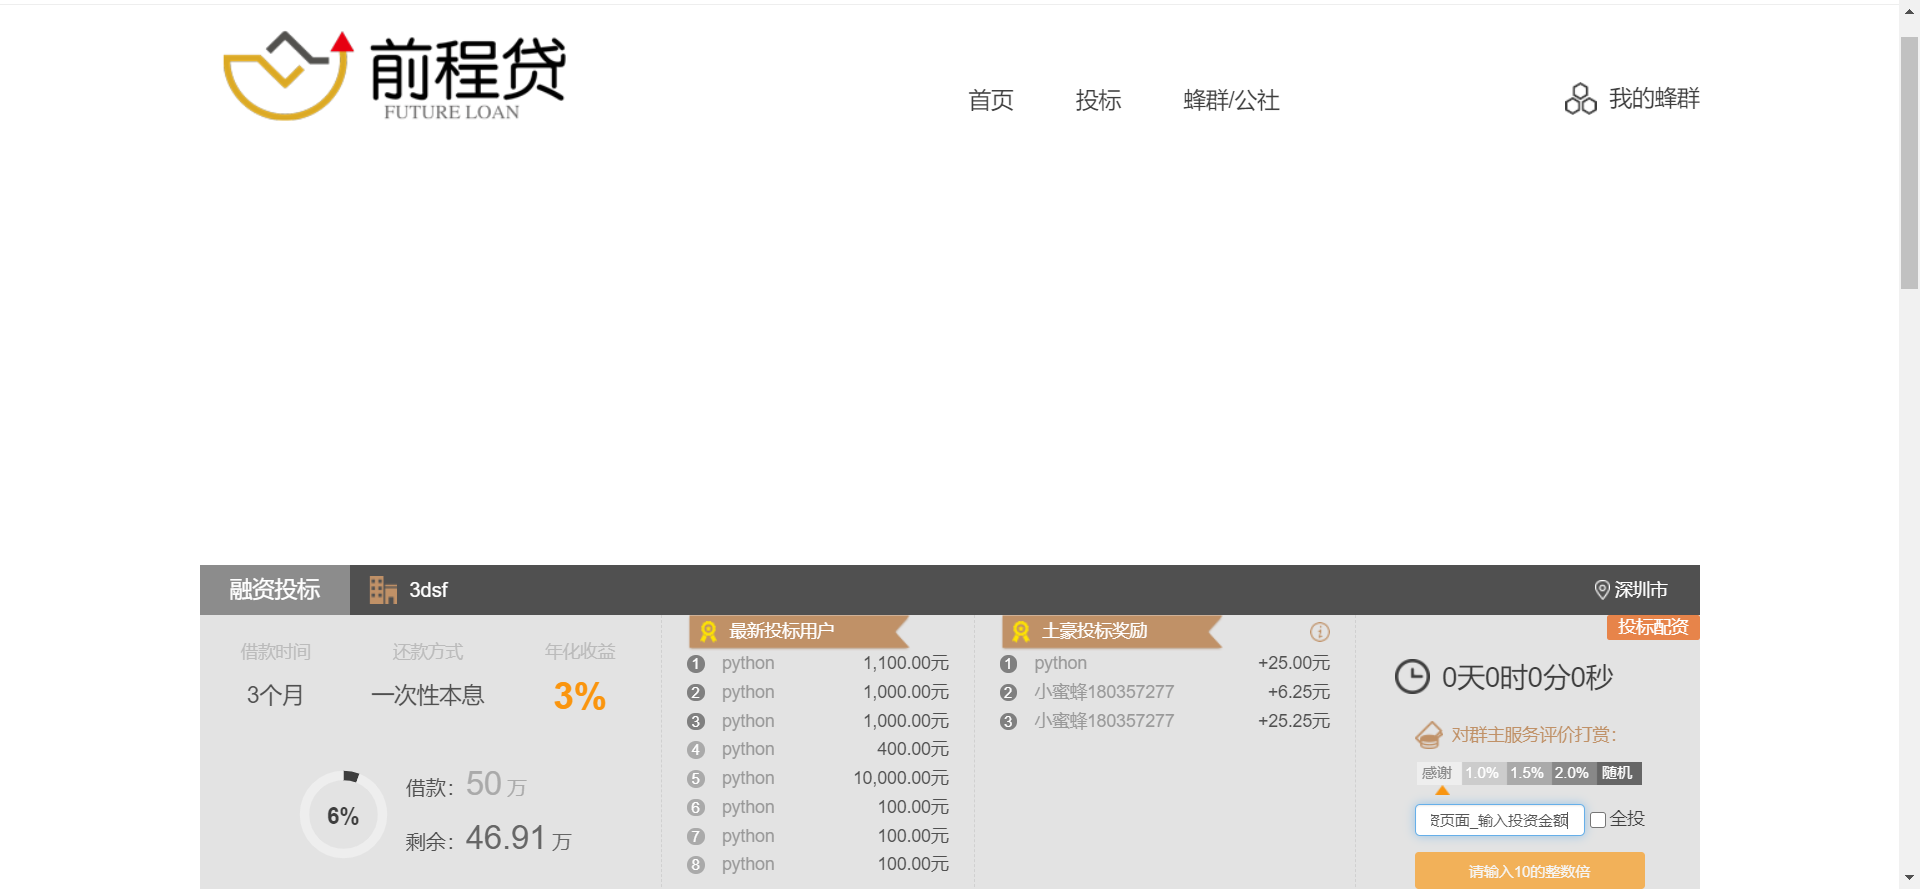 前程贷
FUTURE LOAN
首页 投标 蜂群/公社
我的蜂群
融资投标 3dsf 深圳市
借款时间 还款方式 年化收益
3个月 一次性本息 3%
6%
借款：50万
剩余：46.91万
最新投标用户
1 python 1,100.00元
2 python 1,000.00元
3 python 1,000.00元
4 python 400.00元
5 python 10,000.00元
6 python 100.00元
7 python 100.00元
8 python 100.00元
土豪投标奖励
1 python +25.00元
2 小蜜蜂180357277 +6.25元
3 小蜜蜂180357277 +25.25元
投标配资
0天0时0分0秒
对群主服务评价打赏：
感谢 1.0% 1.5% 2.0% 随机
页面_输入投资金额 全投
请输入10的整数倍